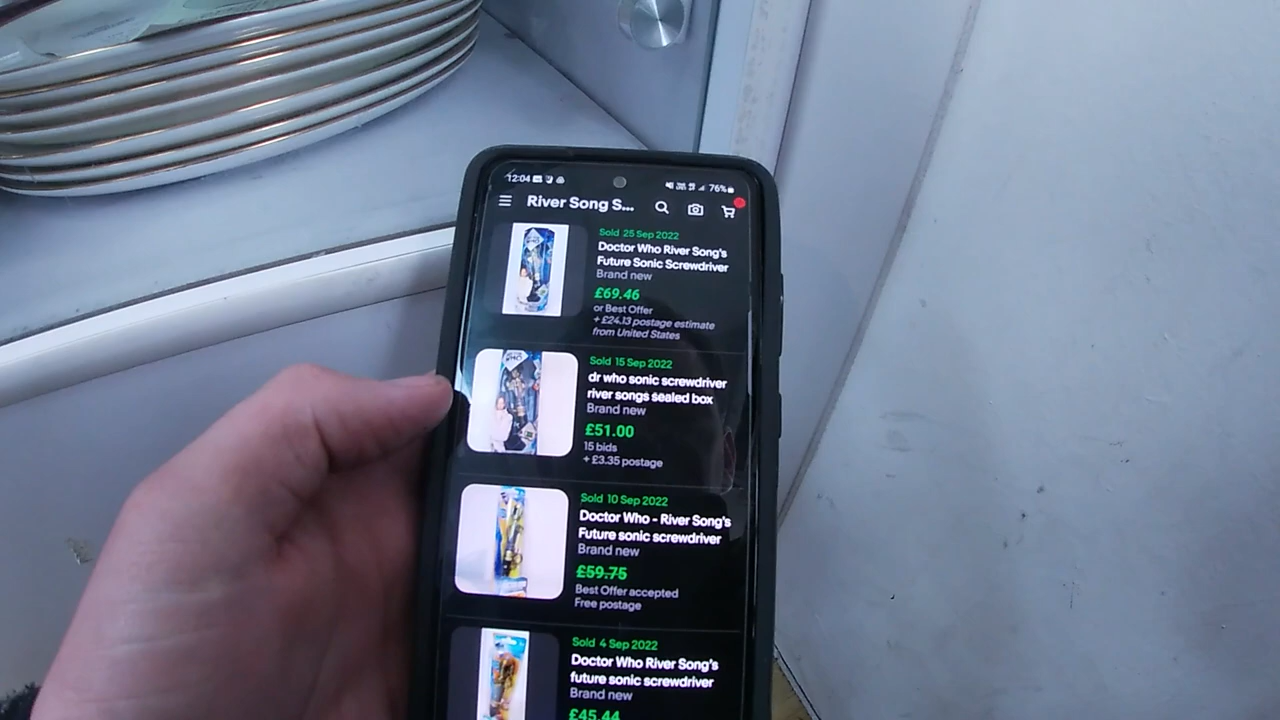 12:04
76%
River Song S...
Sold 25 Sep 2022
Doctor Who River Song's
Future Sonic Screwdriver
Brand new
£69.46
or Best Offer
+ £24.13 postage estimate
from United States
Sold 15 Sep 2022
dr who sonic screwdriver
river songs sealed box
Brand new
£51.00
15 bids
+ £3.35 postage
Sold 10 Sep 2022
Doctor Who - River Song's
Future sonic screwdriver
Brand new
£59.75
Best Offer accepted
Free postage
Sold 4 Sep 2022
Doctor Who River Song's
future sonic screwdriver
Brand new
£45.44